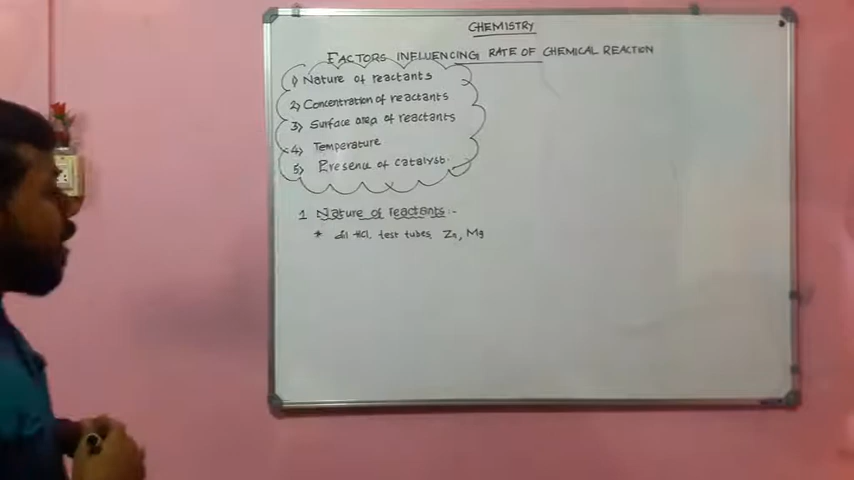 CHEMISTRY
FACTORS INFLUENCING RATE OF CHEMICAL REACTION
1) Nature of reactants
2) Concentration of reactants
3) Surface area of reactants
4) Temperature
5) Presence of catalyst.
1 Nature of reactants :-
* dil HCl, test tubes, Zn, Mg